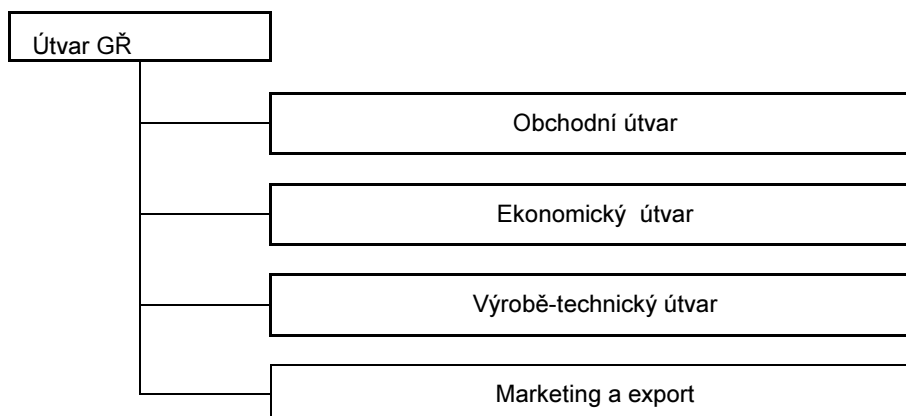 Útvar GŘ
Obchodní útvar
Ekonomický útvar
Výrobě-technický útvar
Marketing a export